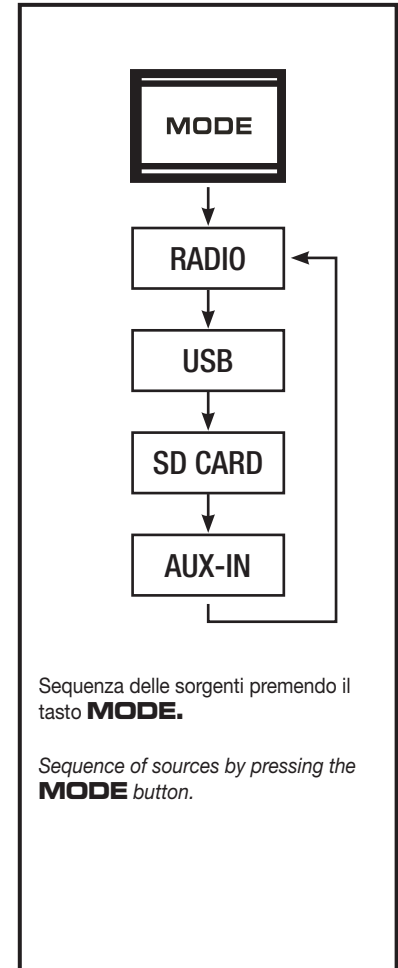 MODE
RADIO
USB
SD CARD
AUX-IN
Sequenza delle sorgenti premendo il
tasto MODE.
Sequence of sources by pressing the
MODE button.